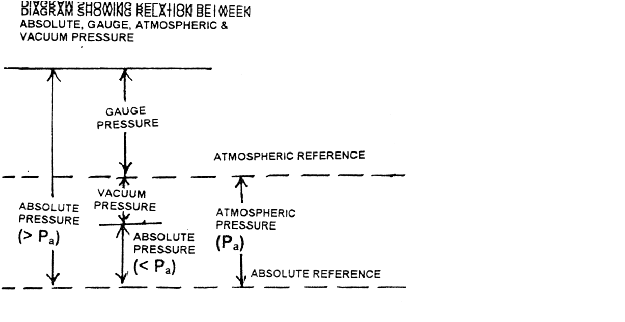 DIAGRAM SHOWING RELATION BETWEEN
ABSOLUTE, GAUGE, ATMOSPHERIC &
VACUUM PRESSURE
GAUGE
PRESSURE
ATMOSPHERIC REFERENCE
VACUUM
PRESSURE
ABSOLUTE
PRESSURE
(> Pa)
ATMOSPHERIC
PRESSURE
(Pa)
ABSOLUTE
PRESSURE
(< Pa)
ABSOLUTE REFERENCE